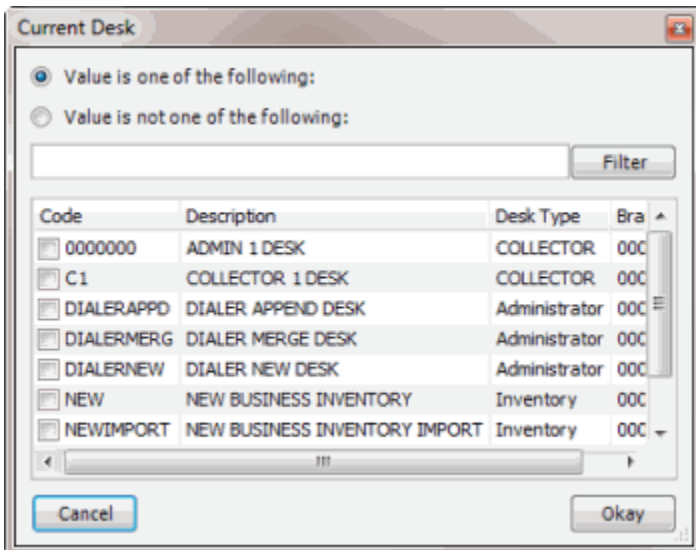 Current Desk
Value is one of the following:
Value is not one of the following:
Filter
Code Description Desk Type Bra
0000000 ADMIN 1 DESK COLLECTOR 000
C1 COLLECTOR 1 DESK COLLECTOR 000
DIALERAPPD DIALER APPEND DESK Administrator 000
DIALERMERG DIALER MERGE DESK Administrator 000
DIALERNEW DIALER NEW DESK Administrator 000
NEW NEW BUSINESS INVENTORY Inventory 000
NEWIMPORT NEW BUSINESS INVENTORY IMPORT Inventory 000
Cancel Okay